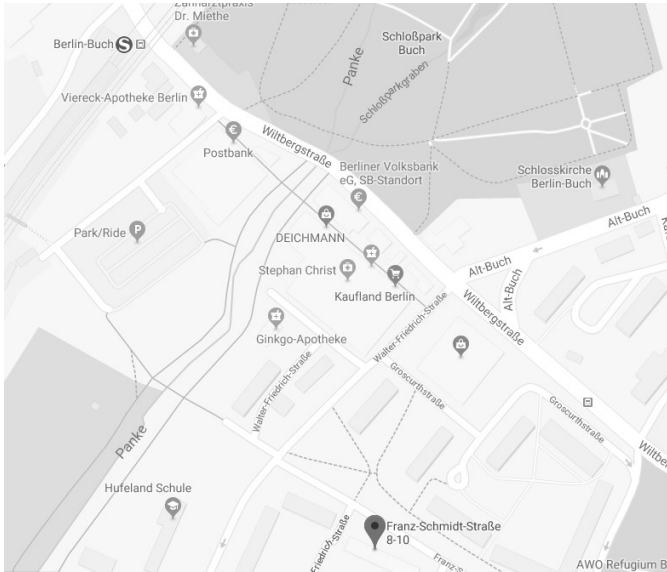 Zahnarztpraxis
Dr. Miethe
Berlin-Buch
S
Schloßpark
Buch
Panke
Schloßparkgraben
Viereck-Apotheke Berlin
Postbank
Wiltbergstraße
Berliner Volksbank
eG, SB-Standort
Schlosskirche
Berlin-Buch
Alt-Buch
Park/Ride
P
DEICHMANN
Stephan Christ
Kaufland Berlin
Alt-Buch
Alt-Buch
Wiltbergstraße
Ginkgo-Apotheke
Walter-Friedrich-Straße
Walter-Friedrich-Straße
Groscurthstraße
Groscurthstraße
Panke
Hufeland Schule
Franz-Schmidt-Straße
8-10
Friedrich-Straße
Franz-S
AWO Refugium B